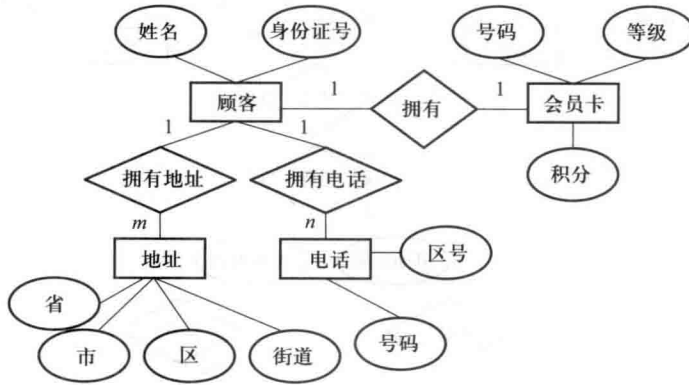 姓名
身份证号
号码
等级
顾客
1
拥有
1
会员卡
1
1
积分
拥有地址
拥有电话
m
n
地址
电话
区号
省
市
区
街道
号码